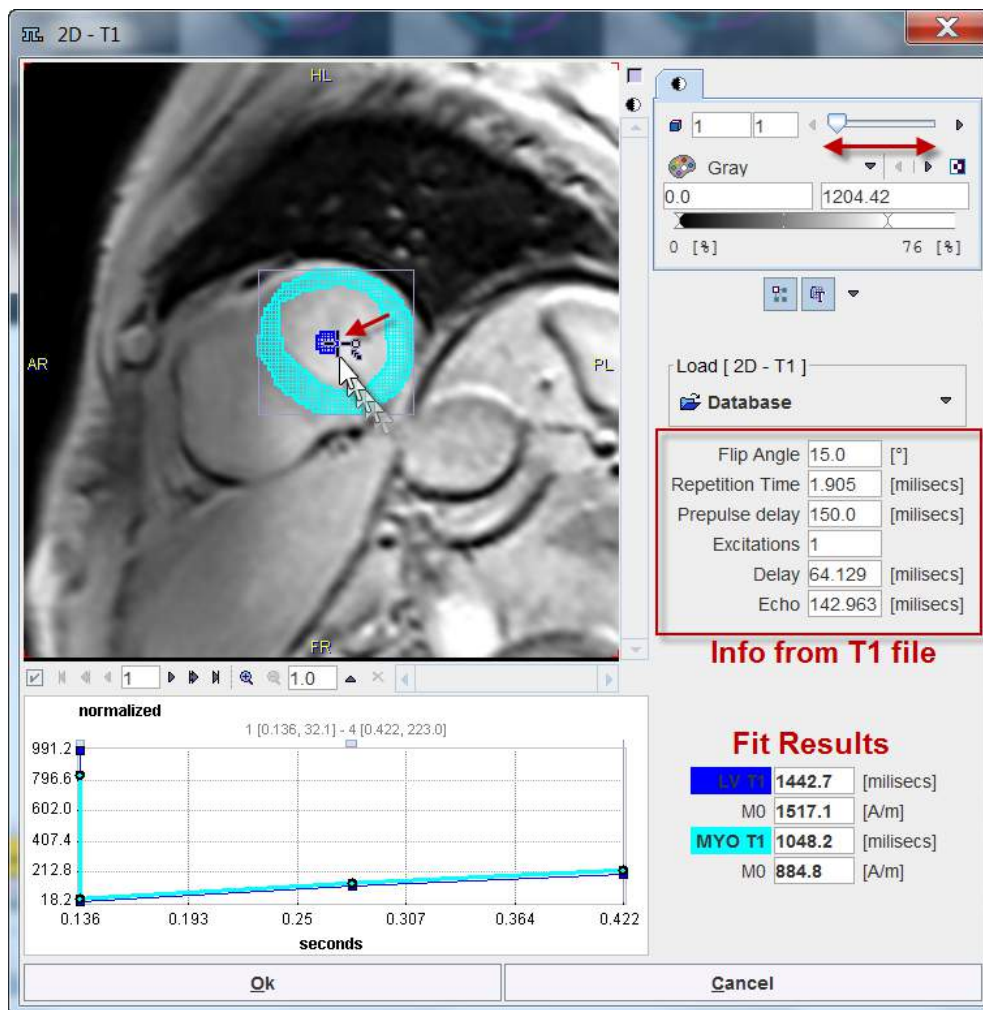 2D - T1
HL
AR
PL
FR
1 1
Gray
0.0 1204.42
0 [%] 76 [%]
Load [ 2D - T1 ]
Database
Flip Angle 15.0 [°]
Repetition Time 1.905 [milisecs]
Prepulse delay 150.0 [milisecs]
Excitations 1
Delay 64.129 [milisecs]
Echo 142.963 [milisecs]
Info from T1 file
1 1.0
normalized
1 [0.136, 32.1] - 4 [0.422, 223.0]
991.2
796.6
602.0
407.4
212.8
18.2
0.136 0.193 0.25 0.307 0.364 0.422
seconds
Fit Results
LV T1 1442.7 [milisecs]
M0 1517.1 [A/m]
MYO T1 1048.2 [milisecs]
M0 884.8 [A/m]
Ok Cancel